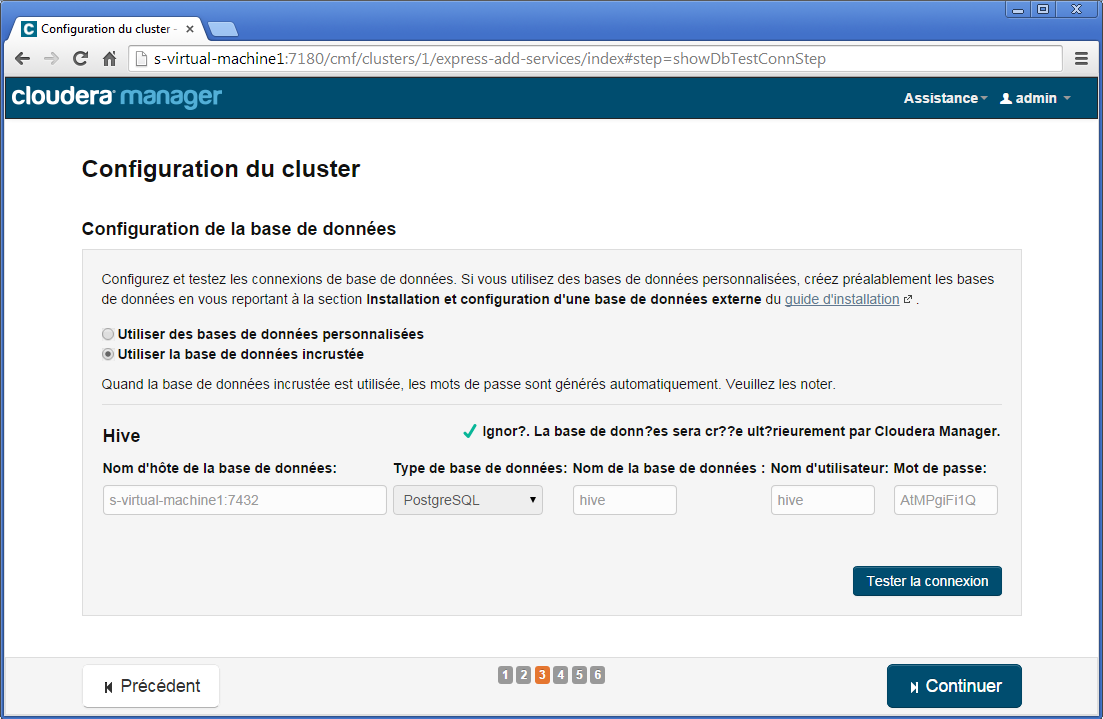 Configuration du cluster -
s-virtual-machine1:7180/cmf/clusters/1/express-add-services/index#step=showDbTestConnStep
cloudera manager
Assistance
admin
Configuration du cluster
Configuration de la base de données
Configurez et testez les connexions de base de données. Si vous utilisez des bases de données personnalisées, créez préalablement les bases
de données en vous reportant à la section Installation et configuration d'une base de données externe du guide d'installation .
Utiliser des bases de données personnalisées
Utiliser la base de données incrustée
Quand la base de données incrustée est utilisée, les mots de passe sont générés automatiquement. Veuillez les noter.
Hive
Ignor?. La base de donn?es sera cr??e ult?rieurement par Cloudera Manager.
Nom d'hôte de la base de données: Type de base de données: Nom de la base de données : Nom d'utilisateur: Mot de passe:
s-virtual-machine1:7432 PostgreSQL hive hive AtMPgiFi1Q
Tester la connexion
Précédent
1 2 3 4 5 6
Continuer